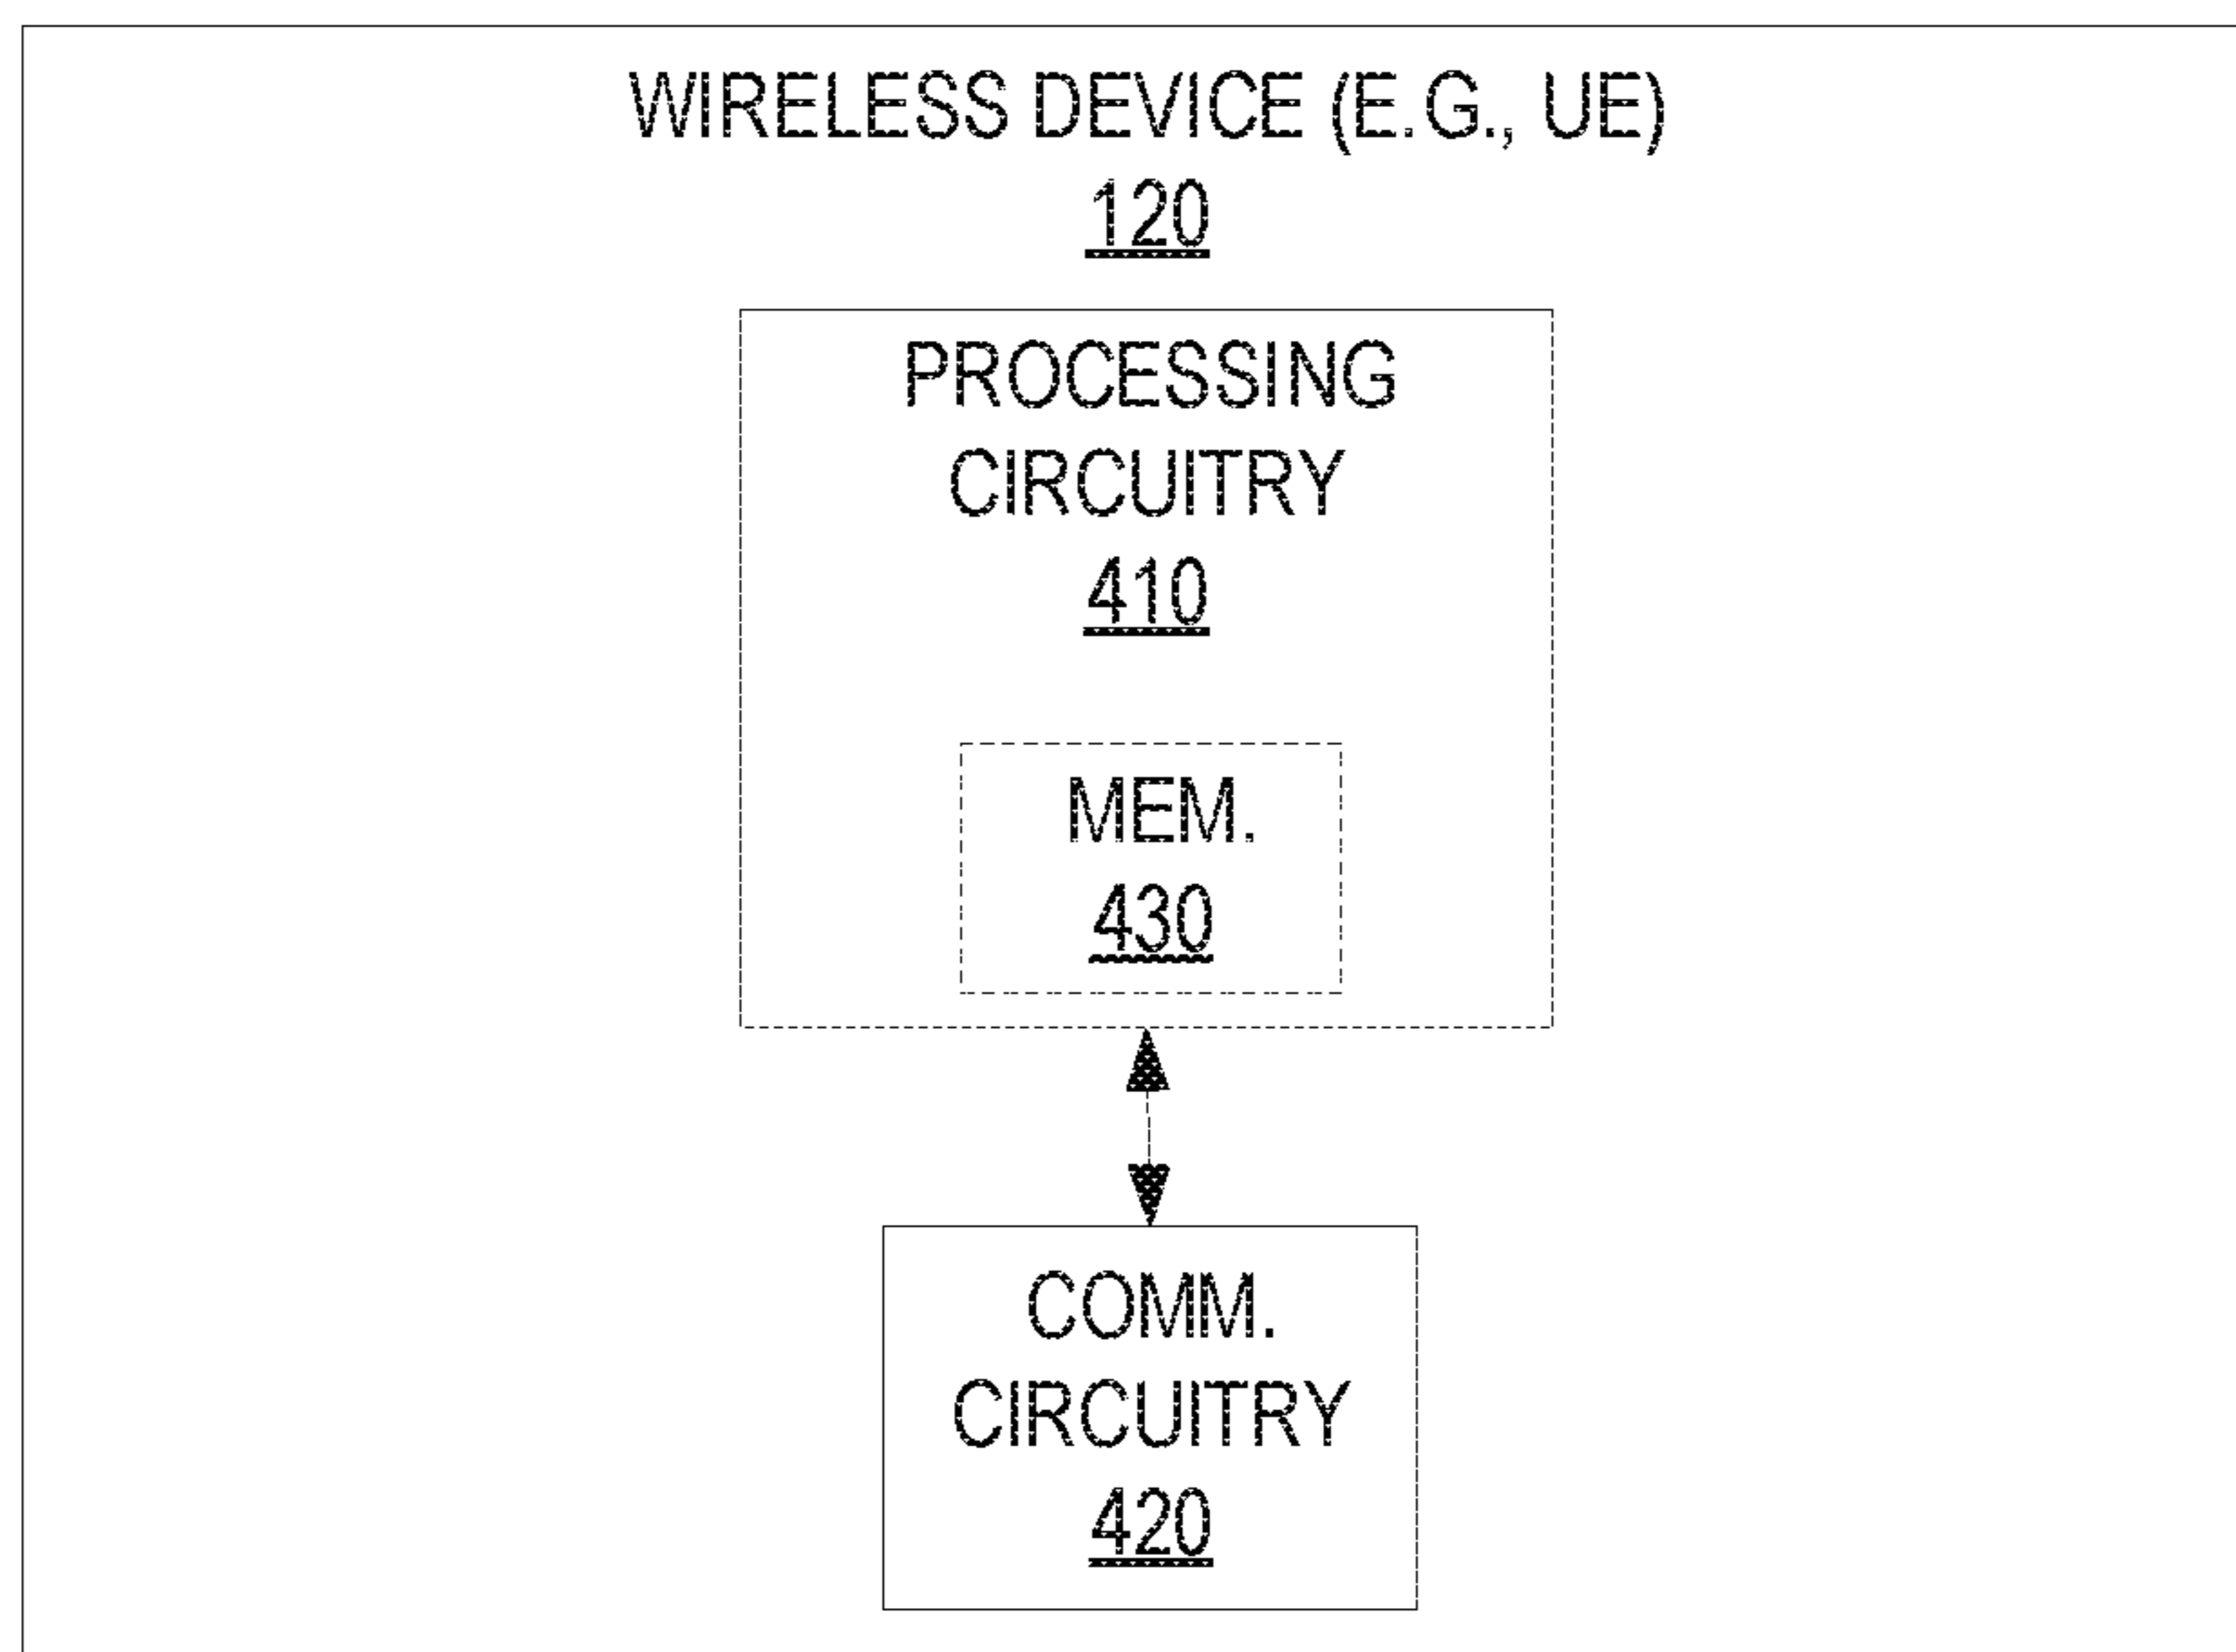 WIRELESS DEVICE (E.G., UE)
120
PROCESSING
CIRCUITRY
410
MEM.
430
COMM.
CIRCUITRY
420